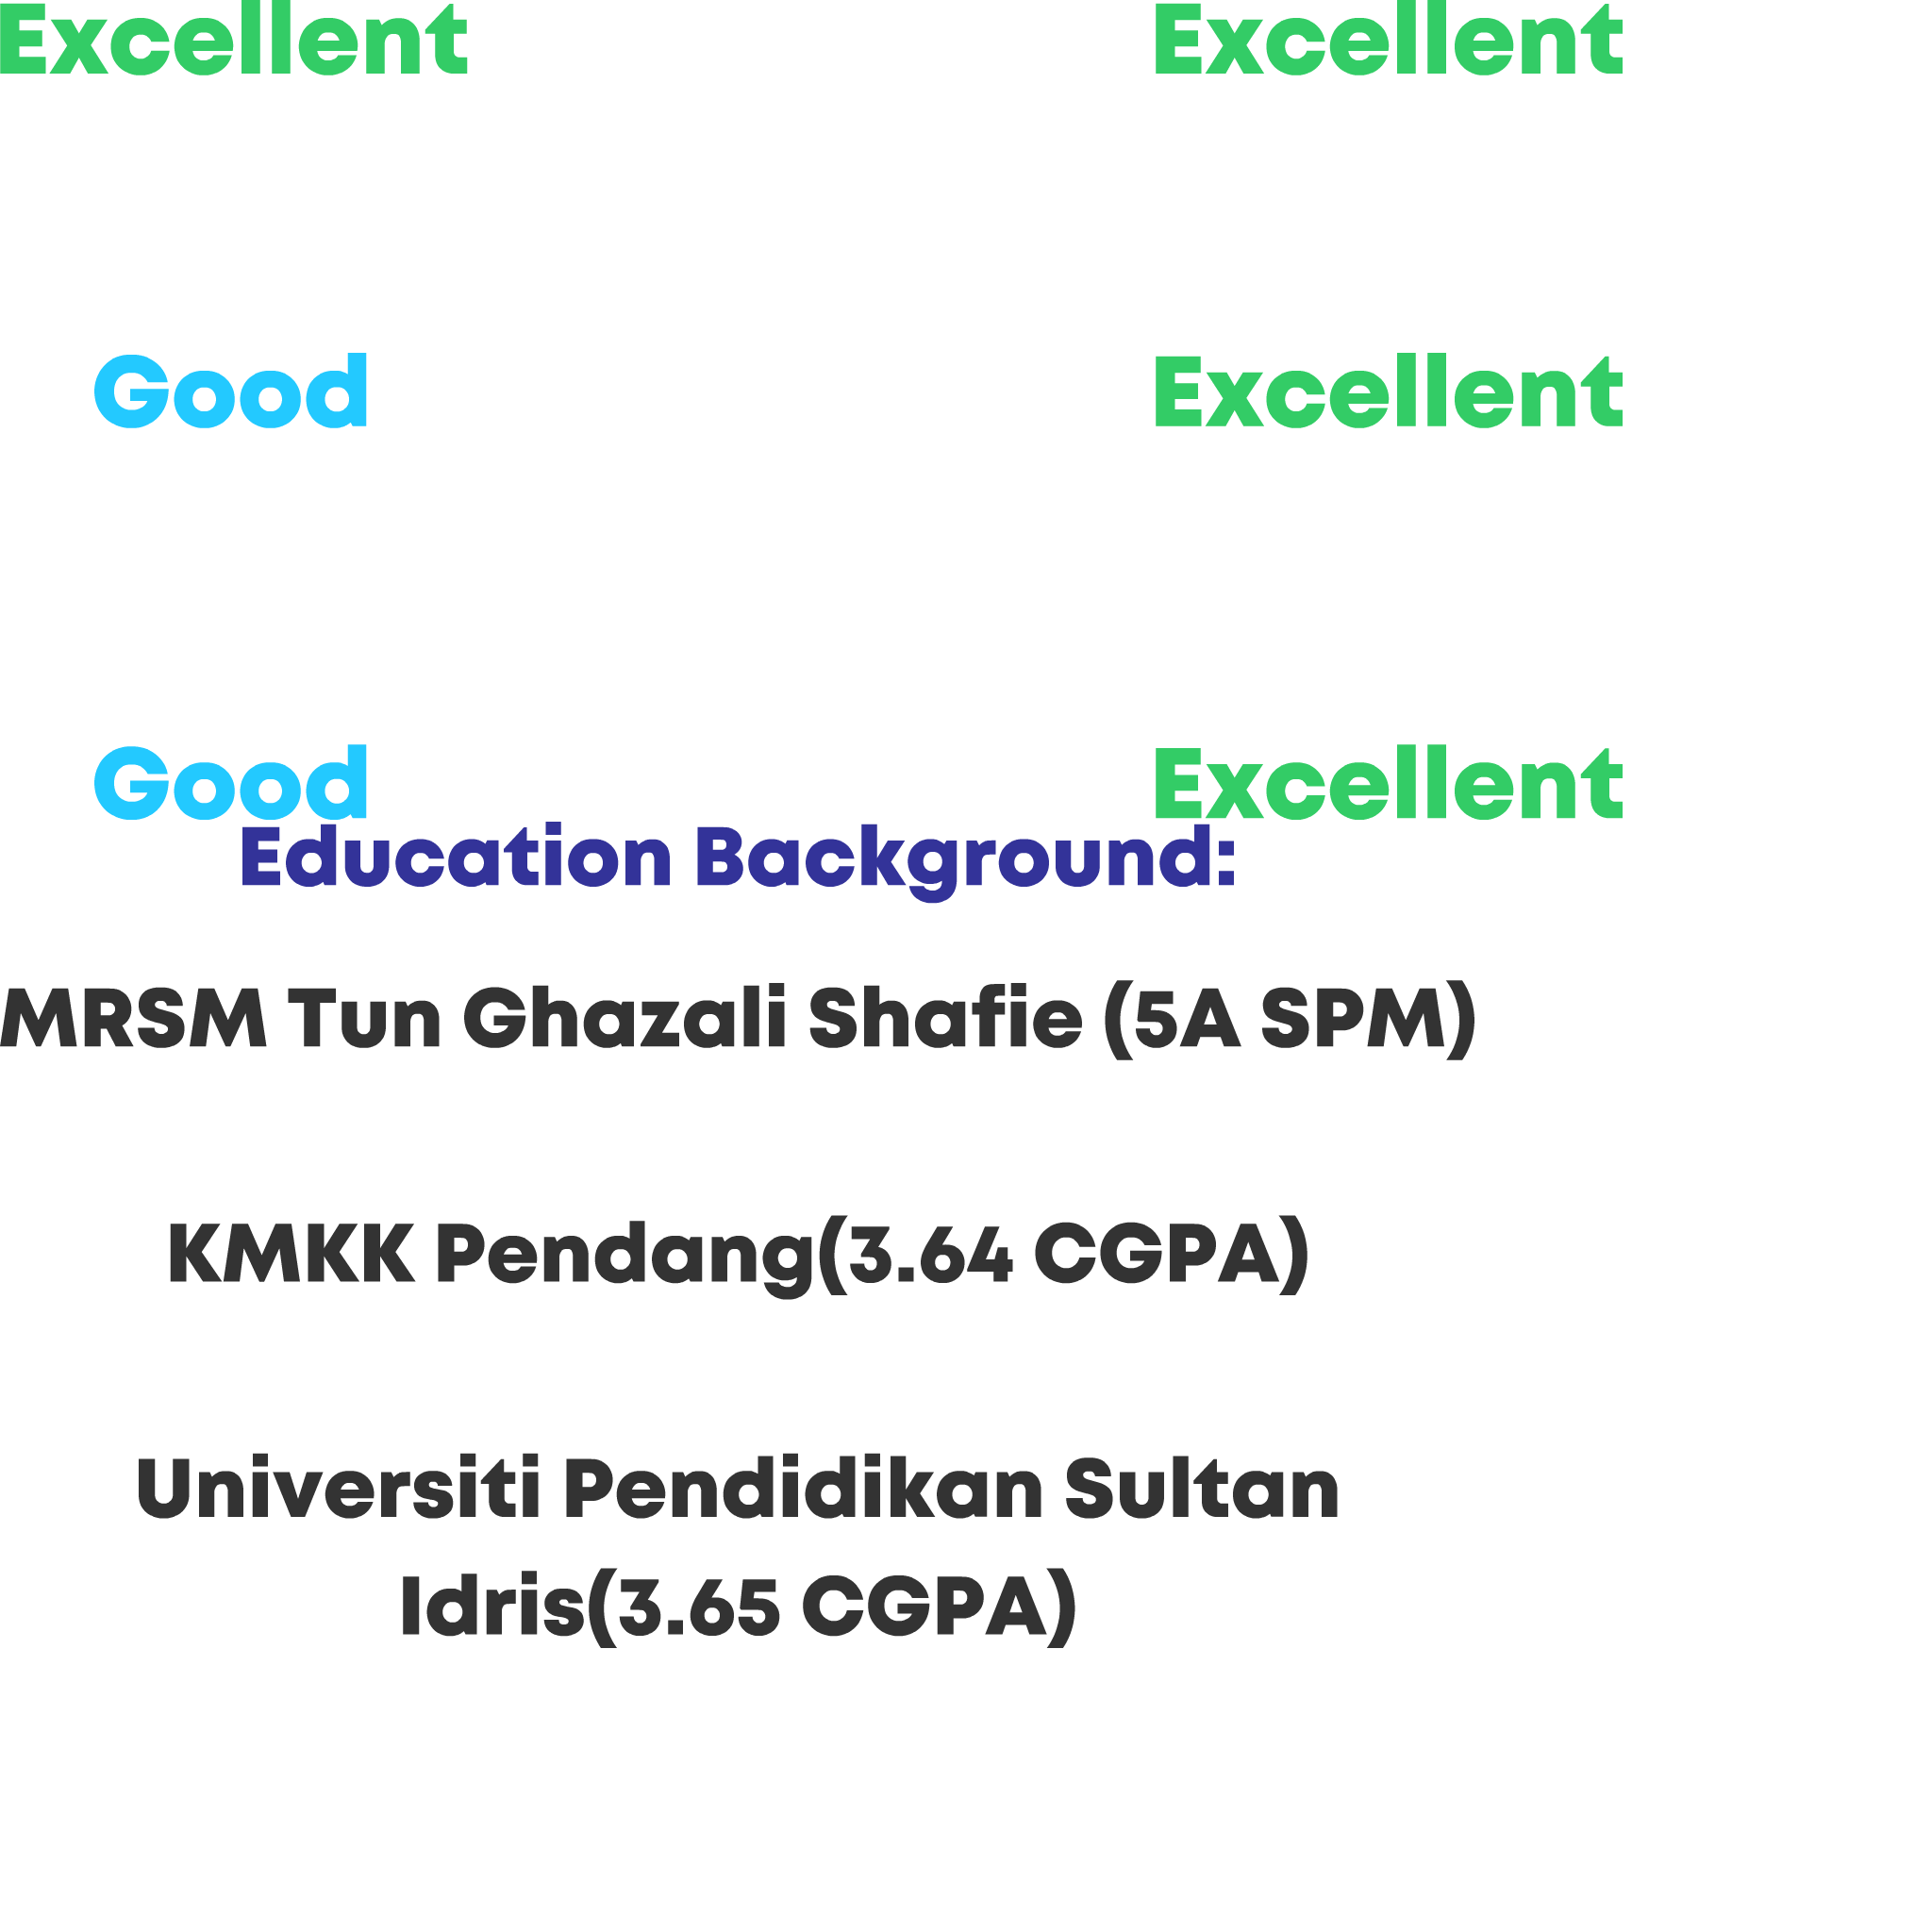 Excellent Excellent
Good Excellent
Good Excellent
Education Background:
MRSM Tun Ghazali Shafie (5A SPM)
KMKK Pendang(3.64 CGPA)
Universiti Pendidikan Sultan
Idris(3.65 CGPA)